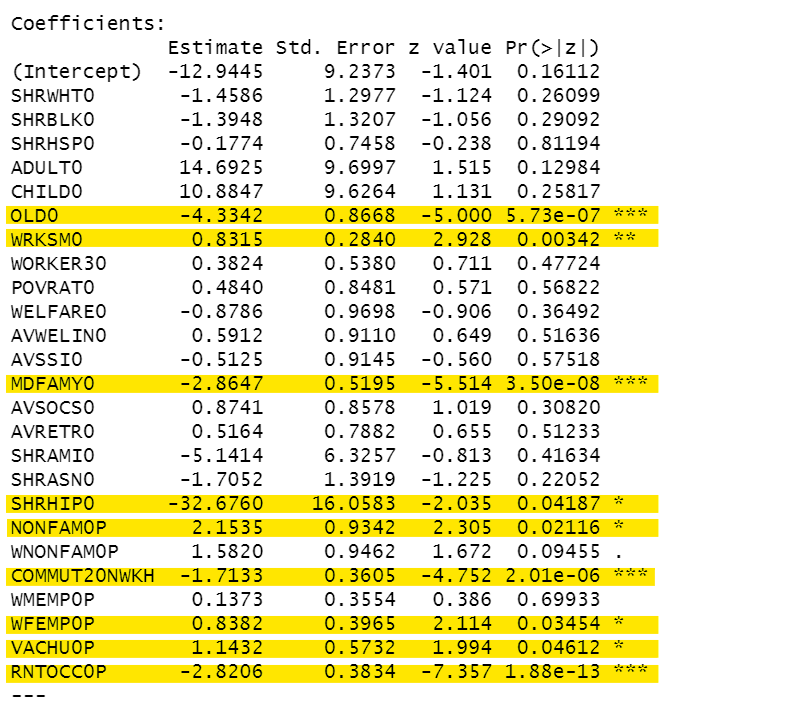 Coefficients:
Estimate Std. Error z value Pr(>|z|)
(Intercept) -12.9445 9.2373 -1.401 0.16112
SHRWHT0 -1.4586 1.2977 -1.124 0.26099
SHRBLK0 -1.3948 1.3207 -1.056 0.29092
SHRHSP0 -0.1774 0.7458 -0.238 0.81194
ADULT0 14.6925 9.6997 1.515 0.12984
CHILD0 10.8847 9.6264 1.131 0.25817
OLD0 -4.3342 0.8668 -5.000 5.73e-07 ***
WRKSM0 0.8315 0.2840 2.928 0.00342 **
WORKER30 0.3824 0.5380 0.711 0.47724
POVRAT0 0.4840 0.8481 0.571 0.56822
WELFARE0 -0.8786 0.9698 -0.906 0.36492
AVWELIN0 0.5912 0.9110 0.649 0.51636
AVSSI0 -0.5125 0.9145 -0.560 0.57518
MDFAMY0 -2.8647 0.5195 -5.514 3.50e-08 ***
AVSOCS0 0.8741 0.8578 1.019 0.30820
AVRETR0 0.5164 0.7882 0.655 0.51233
SHRAMI0 -5.1414 6.3257 -0.813 0.41634
SHRASN0 -1.7052 1.3919 -1.225 0.22052
SHRHIP0 -32.6760 16.0583 -2.035 0.04187 *
NONFAM0P 2.1535 0.9342 2.305 0.02116 *
WNONFAM0P 1.5820 0.9462 1.672 0.09455 .
COMMUT20NWKH -1.7133 0.3605 -4.752 2.01e-06 ***
WMEMP0P 0.1373 0.3554 0.386 0.69933
WFEMP0P 0.8382 0.3965 2.114 0.03454 *
VACHU0P 1.1432 0.5732 1.994 0.04612 *
RNTOCC0P -2.8206 0.3834 -7.357 1.88e-13 ***
---